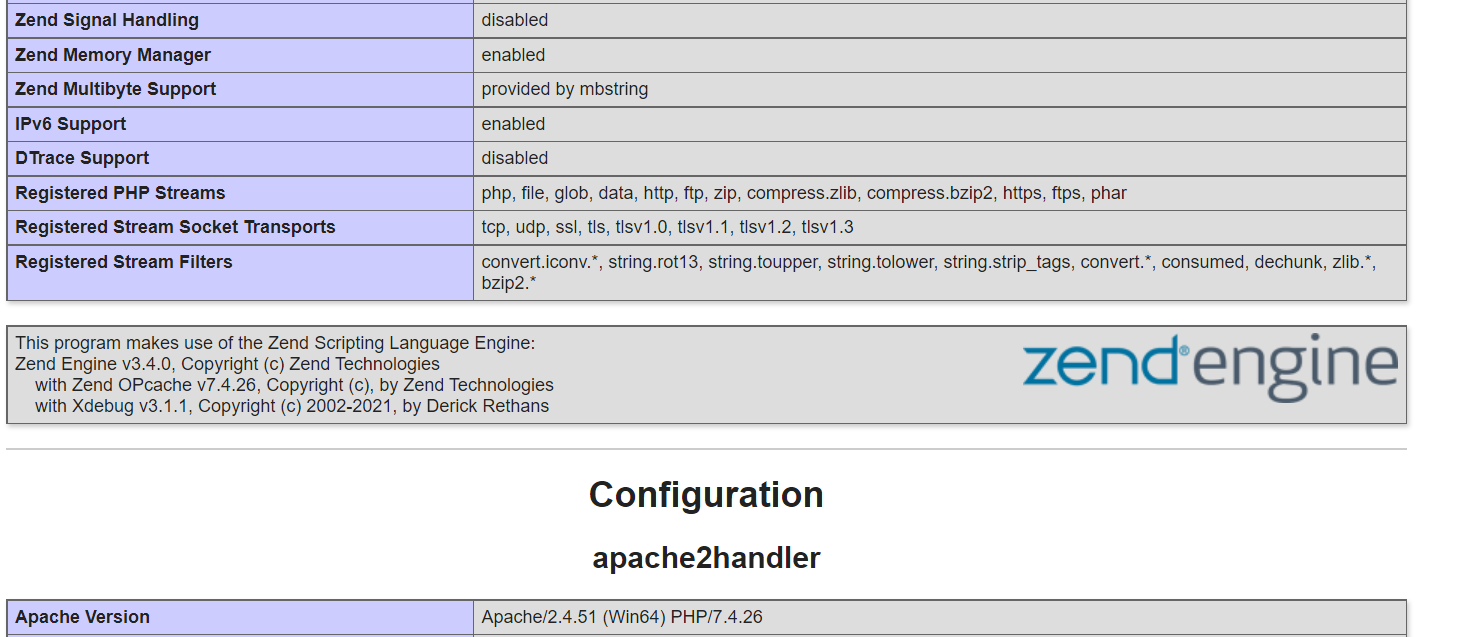 Zend Signal Handling disabled
Zend Memory Manager enabled
Zend Multibyte Support provided by mbstring
IPv6 Support enabled
DTrace Support disabled
Registered PHP Streams php, file, glob, data, http, ftp, zip, compress.zlib, compress.bzip2, https, ftps, phar
Registered Stream Socket Transports tcp, udp, ssl, tls, tlsv1.0, tlsv1.1, tlsv1.2, tlsv1.3
Registered Stream Filters convert.iconv.*, string.rot13, string.toupper, string.tolower, string.strip_tags, convert.*, consumed, dechunk, zlib.*,
bzip2.*
This program makes use of the Zend Scripting Language Engine:
Zend Engine v3.4.0, Copyright (c) Zend Technologies
with Zend OPcache v7.4.26, Copyright (c), by Zend Technologies
with Xdebug v3.1.1, Copyright (c) 2002-2021, by Derick Rethans
zend®engine
Configuration
apache2handler
Apache Version Apache/2.4.51 (Win64) PHP/7.4.26